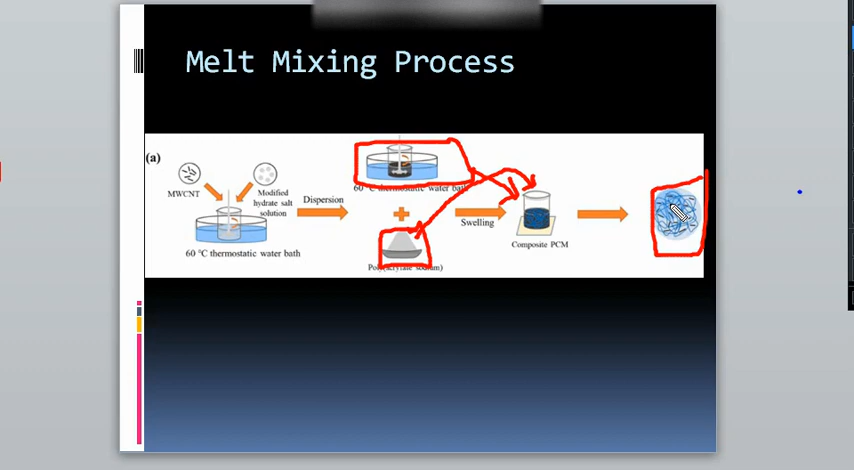 Melt Mixing Process
(a)
MWCNT
Modified
hydrate salt
solution
60 °C thermostatic water bath
Dispersion
60 °C thermostatic water bath
Poly(acrylate sodium)
Swelling
Composite PCM